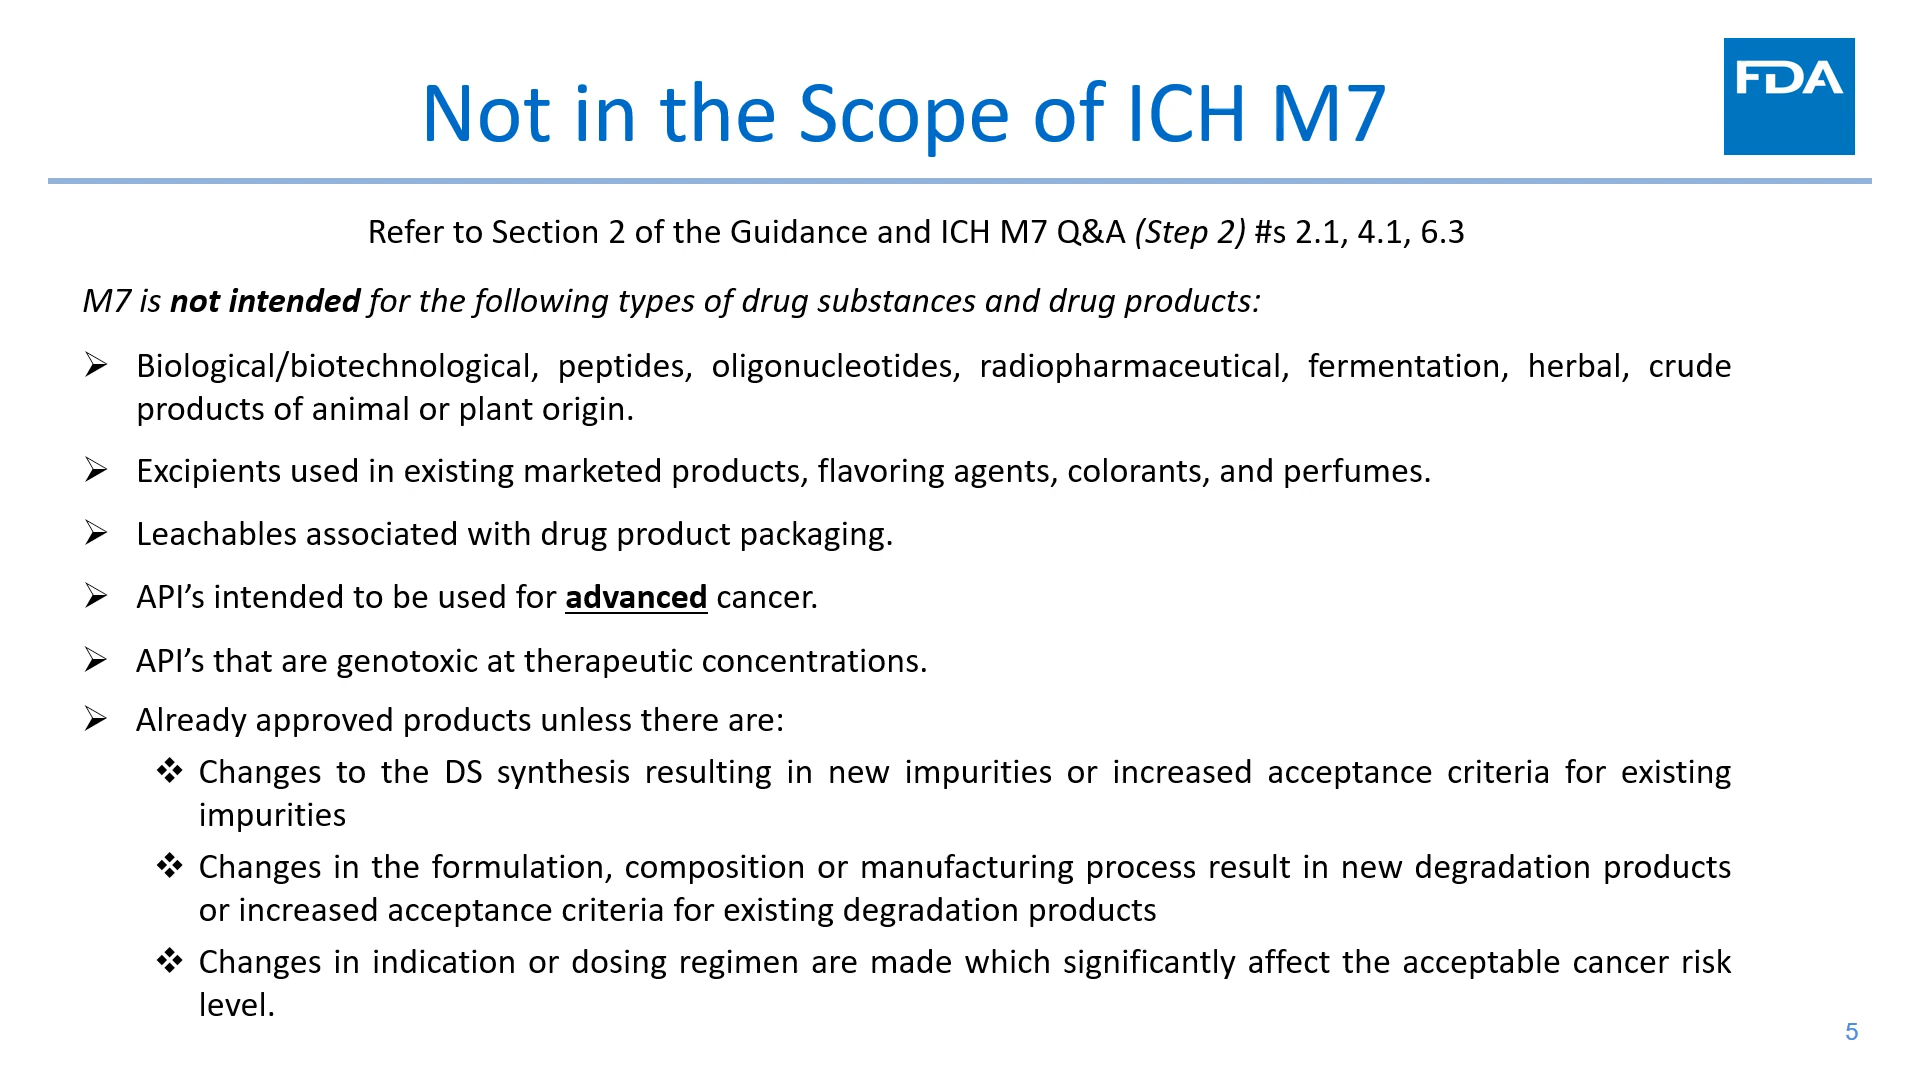 FDA
Not in the Scope of ICH M7
Refer to Section 2 of the Guidance and ICH M7 Q&A (Step 2) #s 2.1, 4.1, 6.3
M7 is not intended for the following types of drug substances and drug products:
➢ Biological/biotechnological, peptides, oligonucleotides, radiopharmaceutical, fermentation, herbal, crude
products of animal or plant origin.
➢ Excipients used in existing marketed products, flavoring agents, colorants, and perfumes.
➢ Leachables associated with drug product packaging.
➢ API’s intended to be used for advanced cancer.
➢ API’s that are genotoxic at therapeutic concentrations.
➢ Already approved products unless there are:
❖ Changes to the DS synthesis resulting in new impurities or increased acceptance criteria for existing
impurities
❖ Changes in the formulation, composition or manufacturing process result in new degradation products
or increased acceptance criteria for existing degradation products
❖ Changes in indication or dosing regimen are made which significantly affect the acceptable cancer risk
level.
5